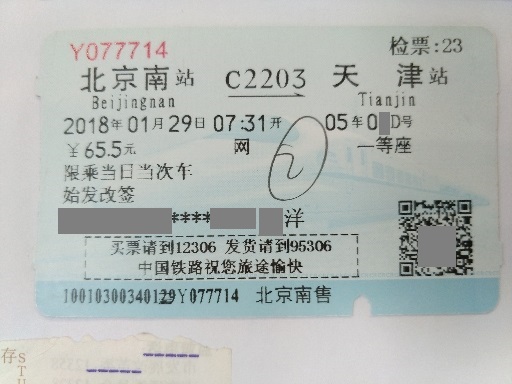 Y077714 检票:23
北京南站 C2203 天津站
Beijingnan Tianjin
2018年01月29日 07:31开 05车0 D号
￥65.5元 网 一等座
限乘当日当次车
始发改签
**** 洋
买票请到12306 发货请到95306
中国铁路祝您旅途愉快
10010300340129Y077714 北京南售
存